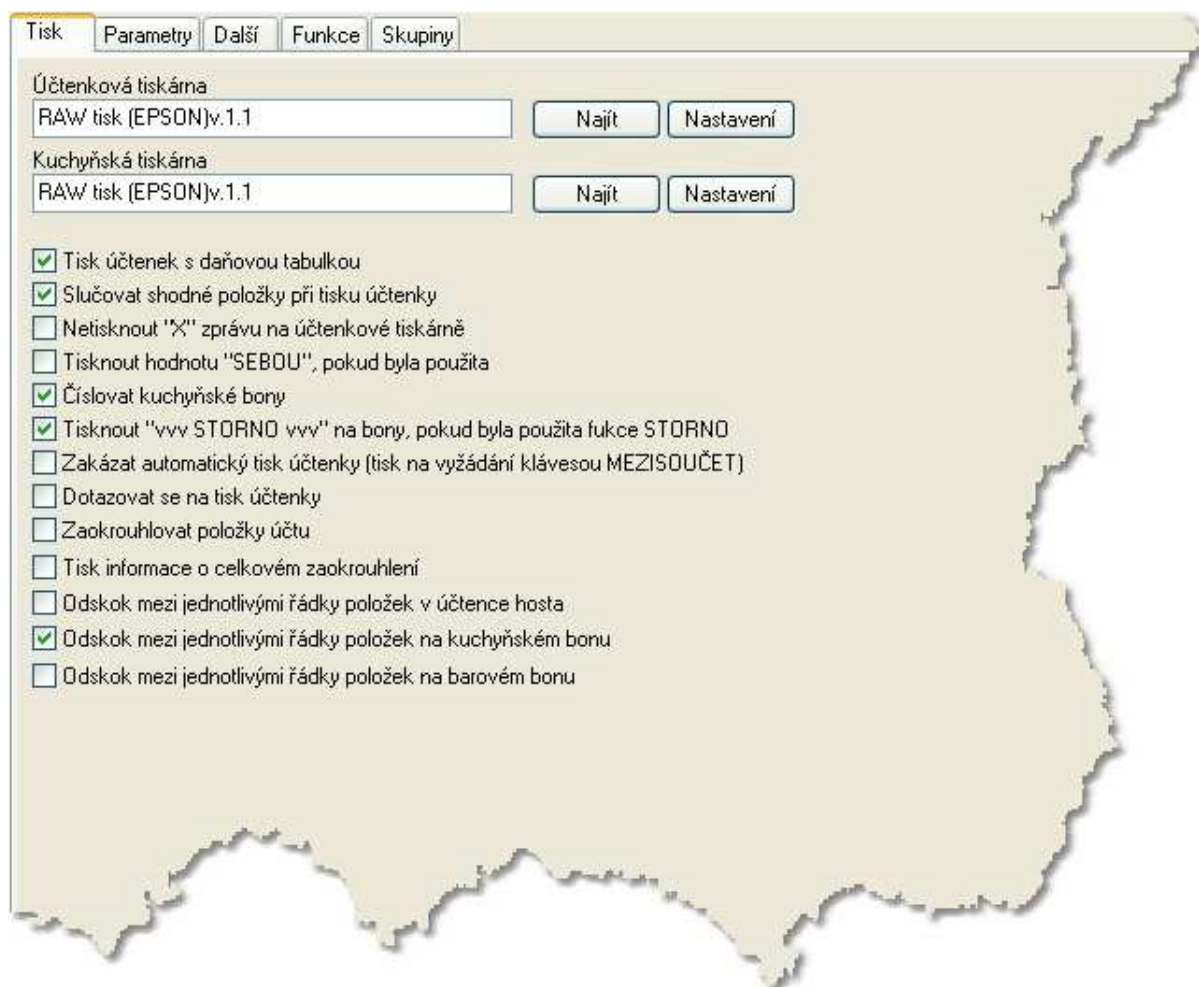 Tisk Parametry Další Funkce Skupiny
Účtenková tiskárna
RAW tisk (EPSON)v.1.1 Najít Nastavení
Kuchyňská tiskárna
RAW tisk (EPSON)v.1.1 Najít Nastavení
Tisk účtenek s daňovou tabulkou
Slučovat shodné položky při tisku účtenky
Netisknout "X" zprávu na účtenkové tiskárně
Tisknout hodnotu "SEBOU", pokud byla použita
Číslovat kuchyňské bony
Tisknout "vvv STORNO vvv" na bony, pokud byla použita fukce STORNO
Zakázat automatický tisk účtenky (tisk na vyžádání klávesou MEZISOUČET)
Dotazovat se na tisk účtenky
Zaokrouhlovat položky účtu
Tisk informace o celkovém zaokrouhlení
Odskok mezi jednotlivými řádky položek v účtence hosta
Odskok mezi jednotlivými řádky položek na kuchyňském bonu
Odskok mezi jednotlivými řádky položek na barovém bonu